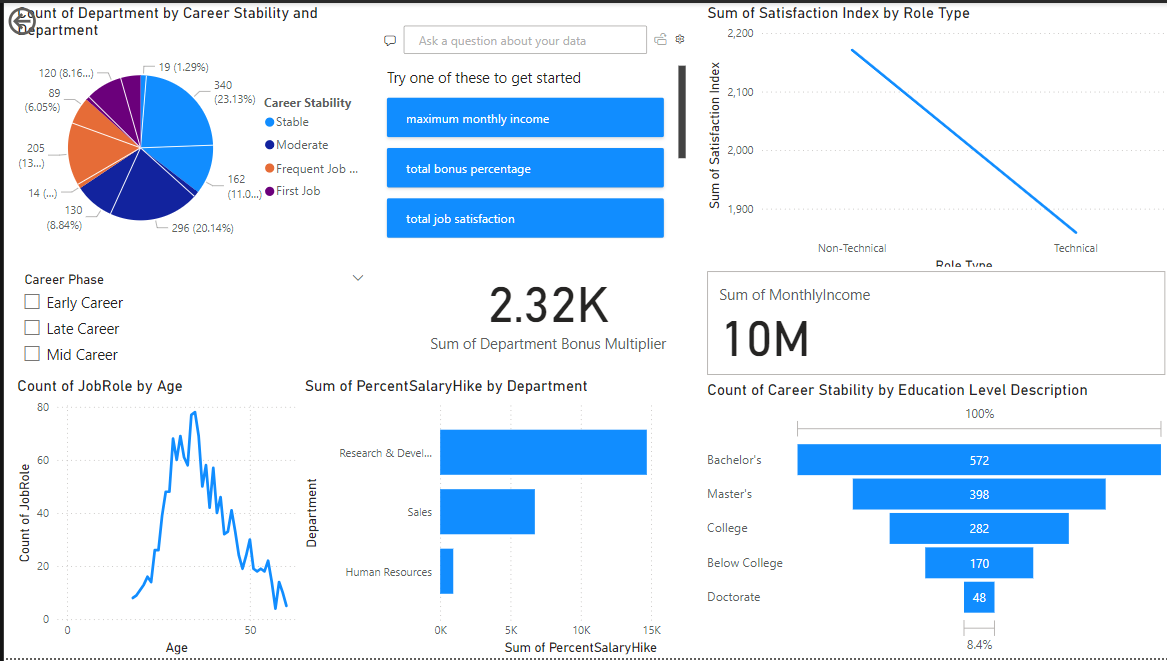 Count of Department by Career Stability and
Department
19 (1.29%)
340
(23.13%)
162
(11.0...)
296 (20.14%)
130
(8.84%)
14 (...)
205
(13...)
89
(6.05%)
120 (8.16...)
Career Stability
Stable
Moderate
Frequent Job ...
First Job
Ask a question about your data
Try one of these to get started
maximum monthly income
total bonus percentage
total job satisfaction
Sum of Satisfaction Index by Role Type
Sum of Satisfaction Index
2,200
2,100
2,000
1,900
Non-Technical
Technical
Role Type
Career Phase
Early Career
Late Career
Mid Career
2.32K
Sum of Department Bonus Multiplier
Sum of MonthlyIncome
10M
Count of JobRole by Age
Count of JobRole
80
60
40
20
0
0
50
Age
Sum of PercentSalaryHike by Department
Department
Research & Devel...
Sales
Human Resources
0K
5K
10K
15K
Sum of PercentSalaryHike
Count of Career Stability by Education Level Description
100%
Bachelor's
572
Master's
398
College
282
Below College
170
Doctorate
48
8.4%